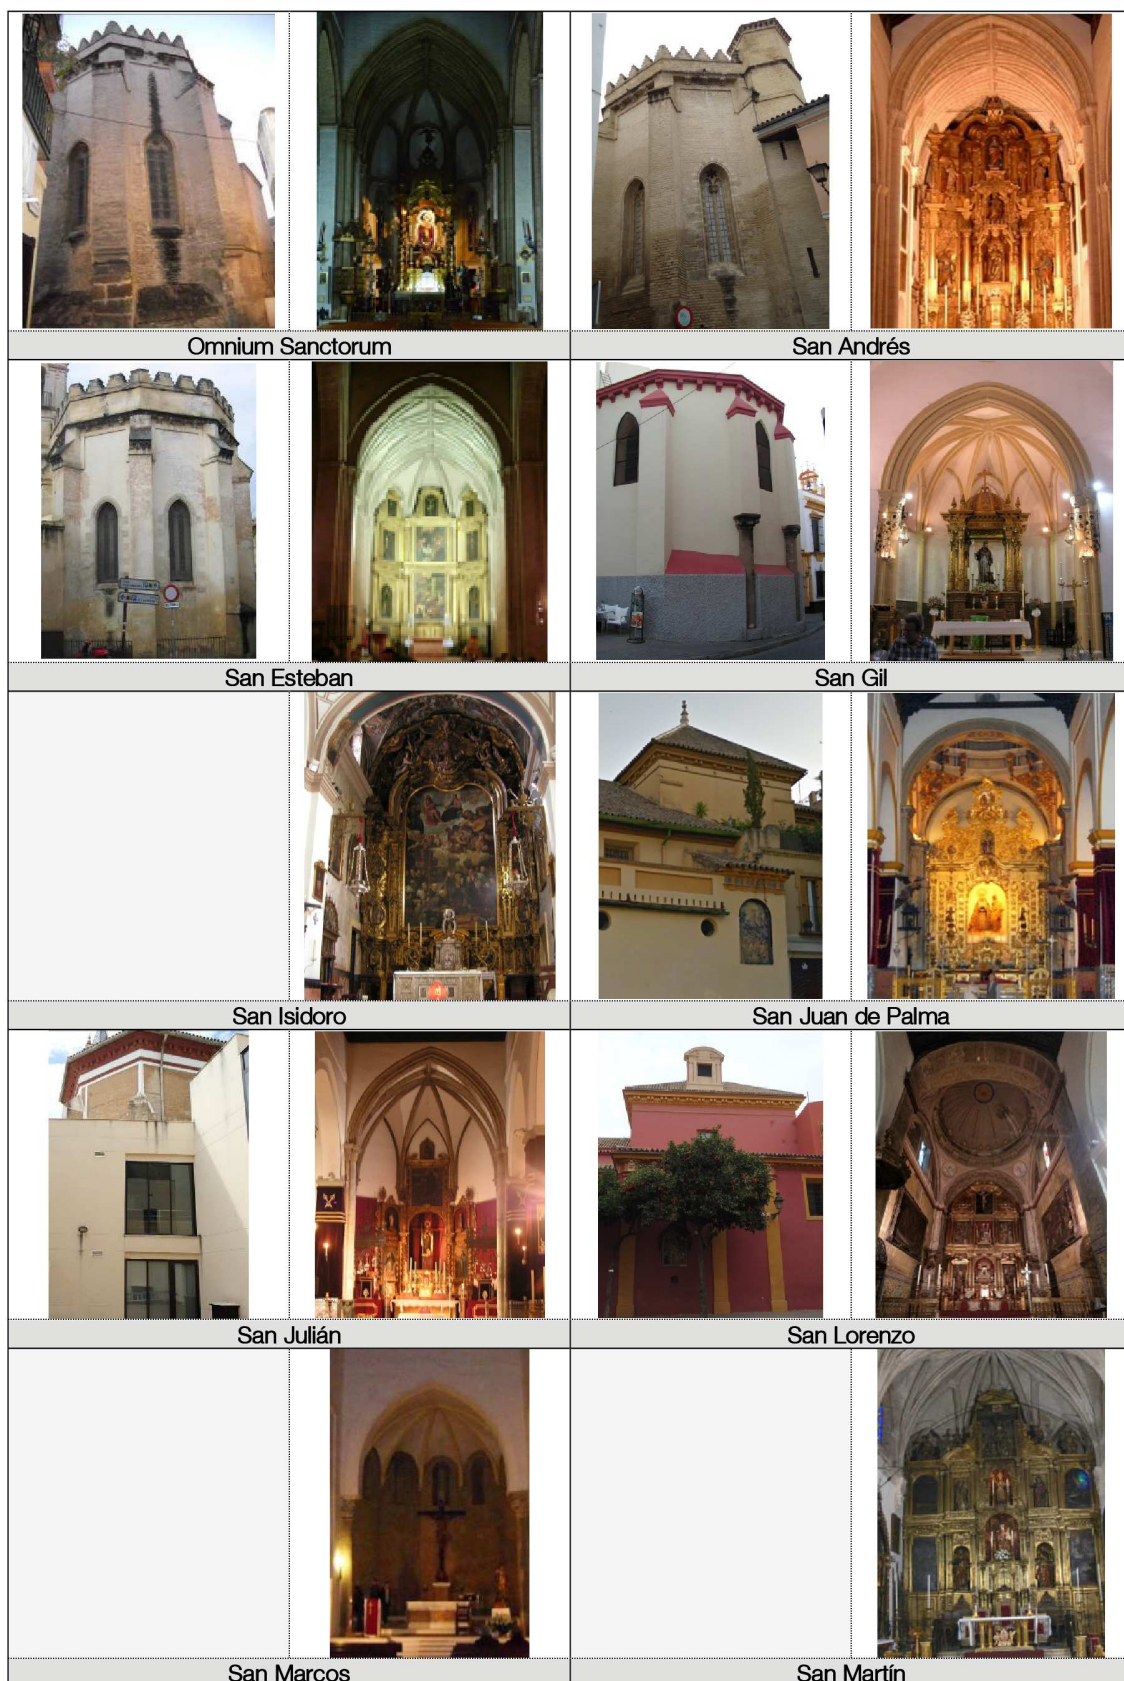 Omnium Sanctorum
San Andrés
San Esteban
San Gil
San Isidoro
San Juan de Palma
San Julián
San Lorenzo
San Marcos
San Martín